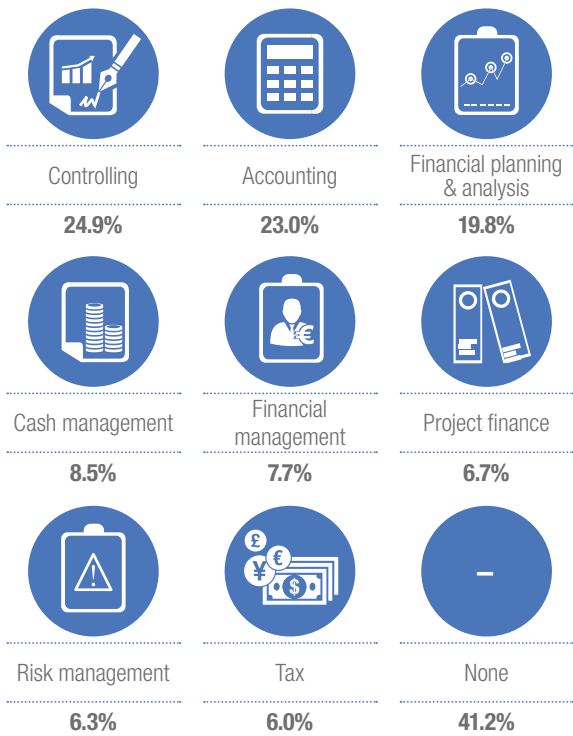 Controlling
24.9%
Accounting
23.0%
Financial planning
& analysis
19.8%
Cash management
8.5%
£€
Financial
management
7.7%
Project finance
6.7%
!
Risk management
6.3%
£
€
¥
$
Tax
6.0%
–
None
41.2%